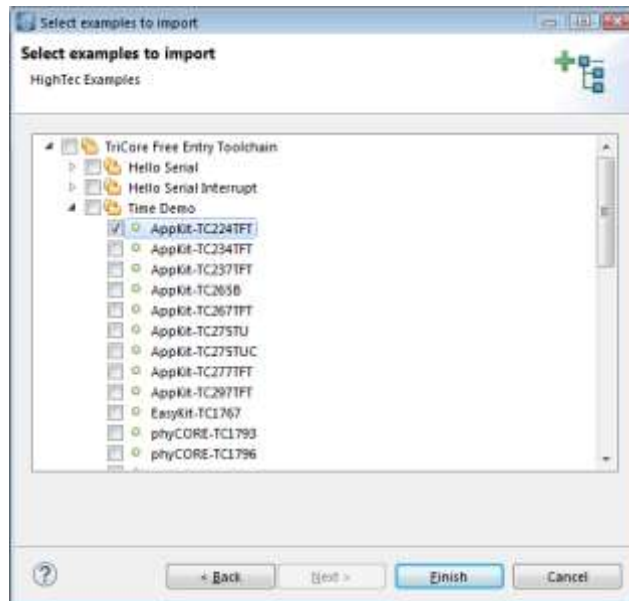 Select examples to import
Select examples to import
HighTec Examples
TriCore Free Entry Toolchain
Hello Serial
Hello Serial Interrupt
Time Demo
AppKit-TC224TFT
AppKit-TC234TFT
AppKit-TC237TFT
AppKit-TC265B
AppKit-TC267TFT
AppKit-TC275TU
AppKit-TC275TUC
AppKit-TC277TFT
AppKit-TC297TFT
EasyKit-TC1767
phyCORE-TC1793
phyCORE-TC1796
< Back Next > Finish Cancel